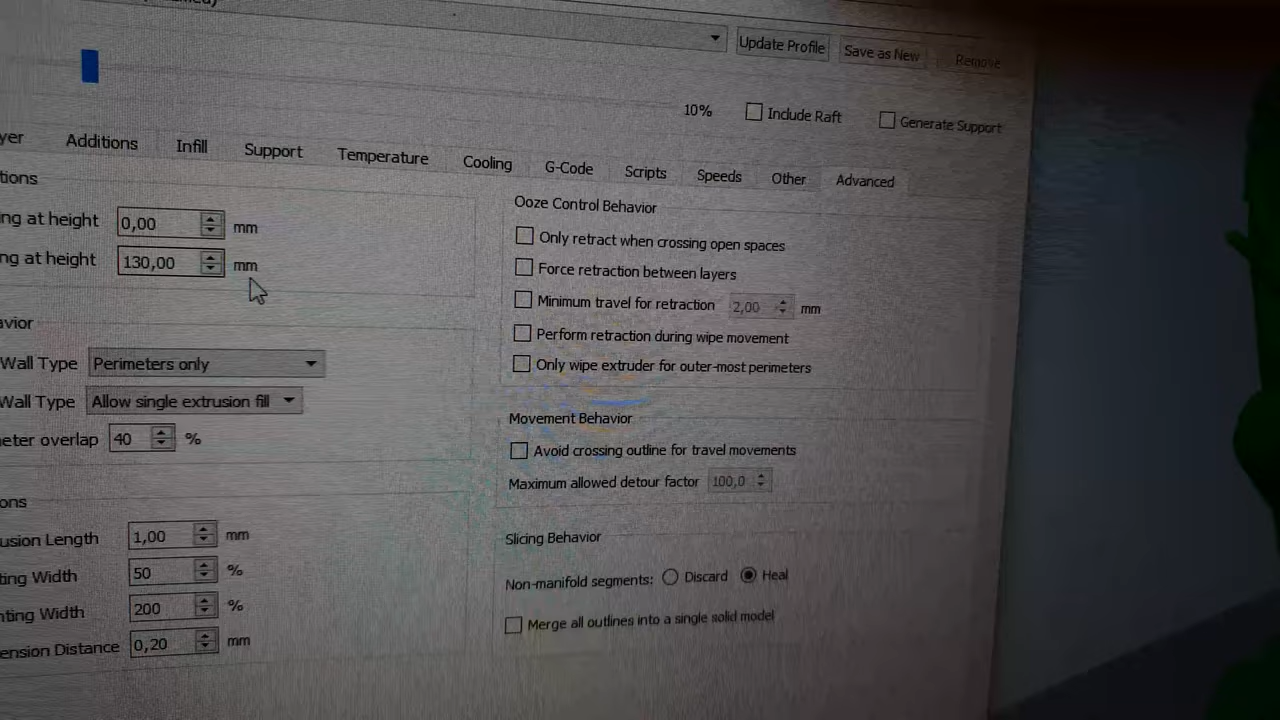 Update Profile Save as New Remove
10% Include Raft Generate Support
yer Additions Infill Support Temperature Cooling G-Code Scripts Speeds Other Advanced
tions
ng at height 0,00 mm
ng at height 130,00 mm
avior
Wall Type Perimeters only
Wall Type Allow single extrusion fill
eter overlap 40 %
ons
usion Length 1,00 mm
ting Width 50 %
nting Width 200 %
ension Distance 0,20 mm
Ooze Control Behavior
Only retract when crossing open spaces
Force retraction between layers
Minimum travel for retraction 2,00 mm
Perform retraction during wipe movement
Only wipe extruder for outer-most perimeters
Movement Behavior
Avoid crossing outline for travel movements
Maximum allowed detour factor 100,0
Slicing Behavior
Non-manifold segments: Discard Heal
Merge all outlines into a single solid model